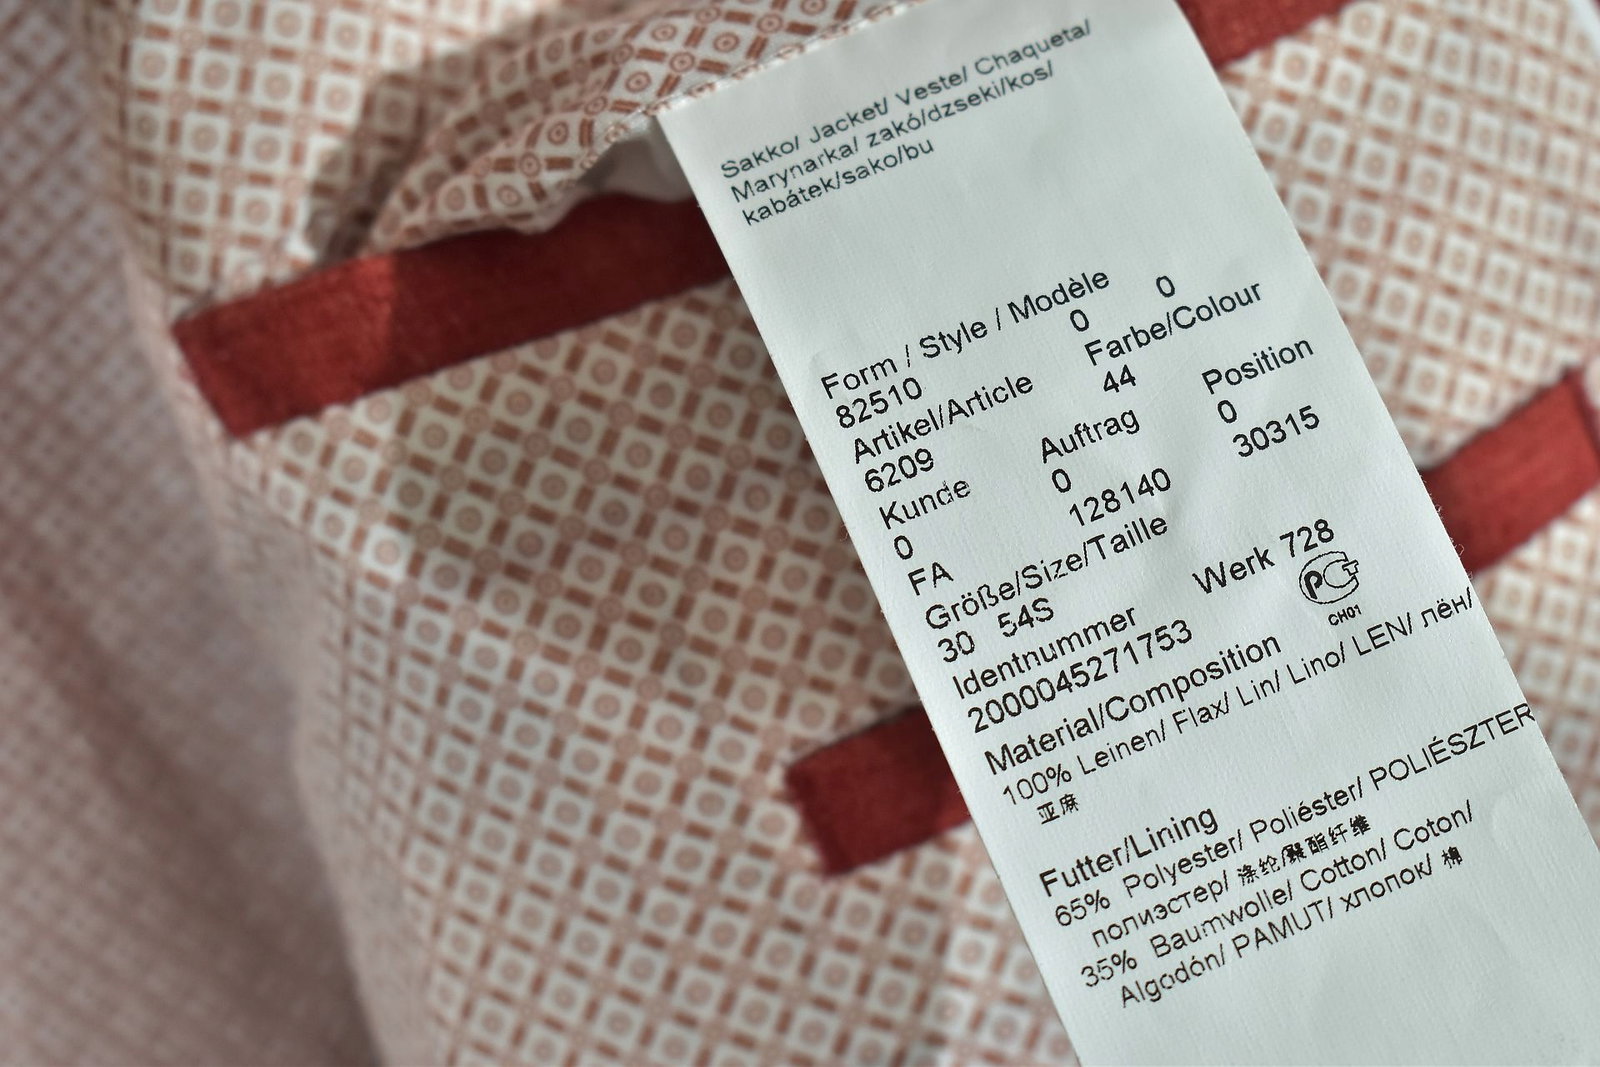 Sakko/ Jacket/ Veste/ Chaqueta/
Marynarka/ zakó/dzseki/kos/
kabátek/sako/bu
Form / Style / Modèle
82510 0 0
Artikel/Article Farbe/Colour
6209 44
Kunde Auftrag Position
0 0 0
FA 128140 30315
Größe/Size/Taille
30 54S
Identnummer Werk 728
2000045271753
РСТ
CH01
Material/Composition
100% Leinen/ Flax/ Lin/ Lino/ LEN/ лён/
亚麻
Futter/Lining
65% Polyester/ Poliéster/ POLIÉSZTER
полиэстер/ 涤纶/聚酯纤维
35% Baumwolle/ Cotton/ Coton/
Algodón/ PAMUT/ хлопок/ 棉